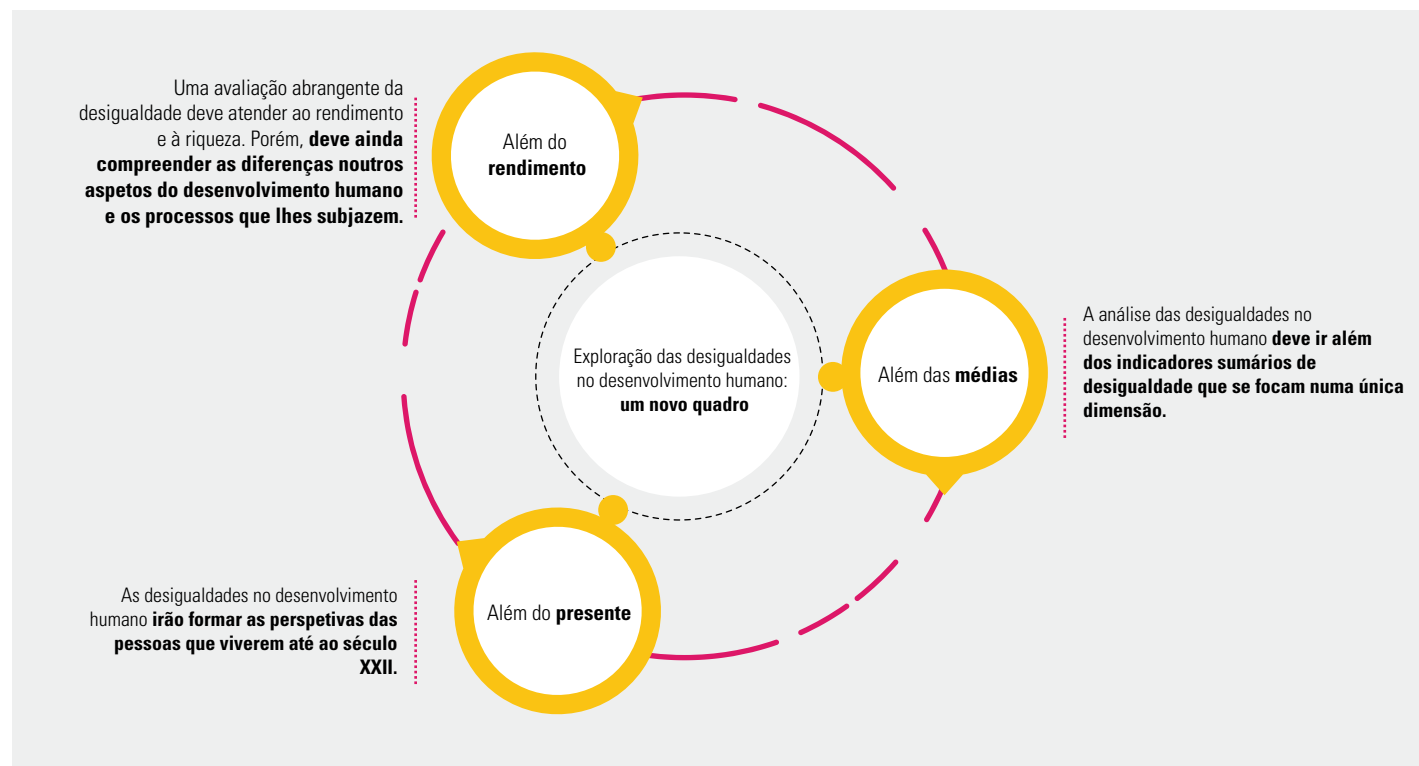 Uma avaliação abrangente da
desigualdade deve atender ao rendimento
e à riqueza. Porém, deve ainda
compreender as diferenças noutros
aspetos do desenvolvimento humano
e os processos que lhes subjazem.
Além do
rendimento
Exploração das desigualdades
no desenvolvimento humano:
um novo quadro
Além das médias
A análise das desigualdades no
desenvolvimento humano deve ir além
dos indicadores sumários de
desigualdade que se focam numa única
dimensão.
As desigualdades no desenvolvimento
humano irão formar as perspetivas das
pessoas que viverem até ao século
XXII.
Além do presente